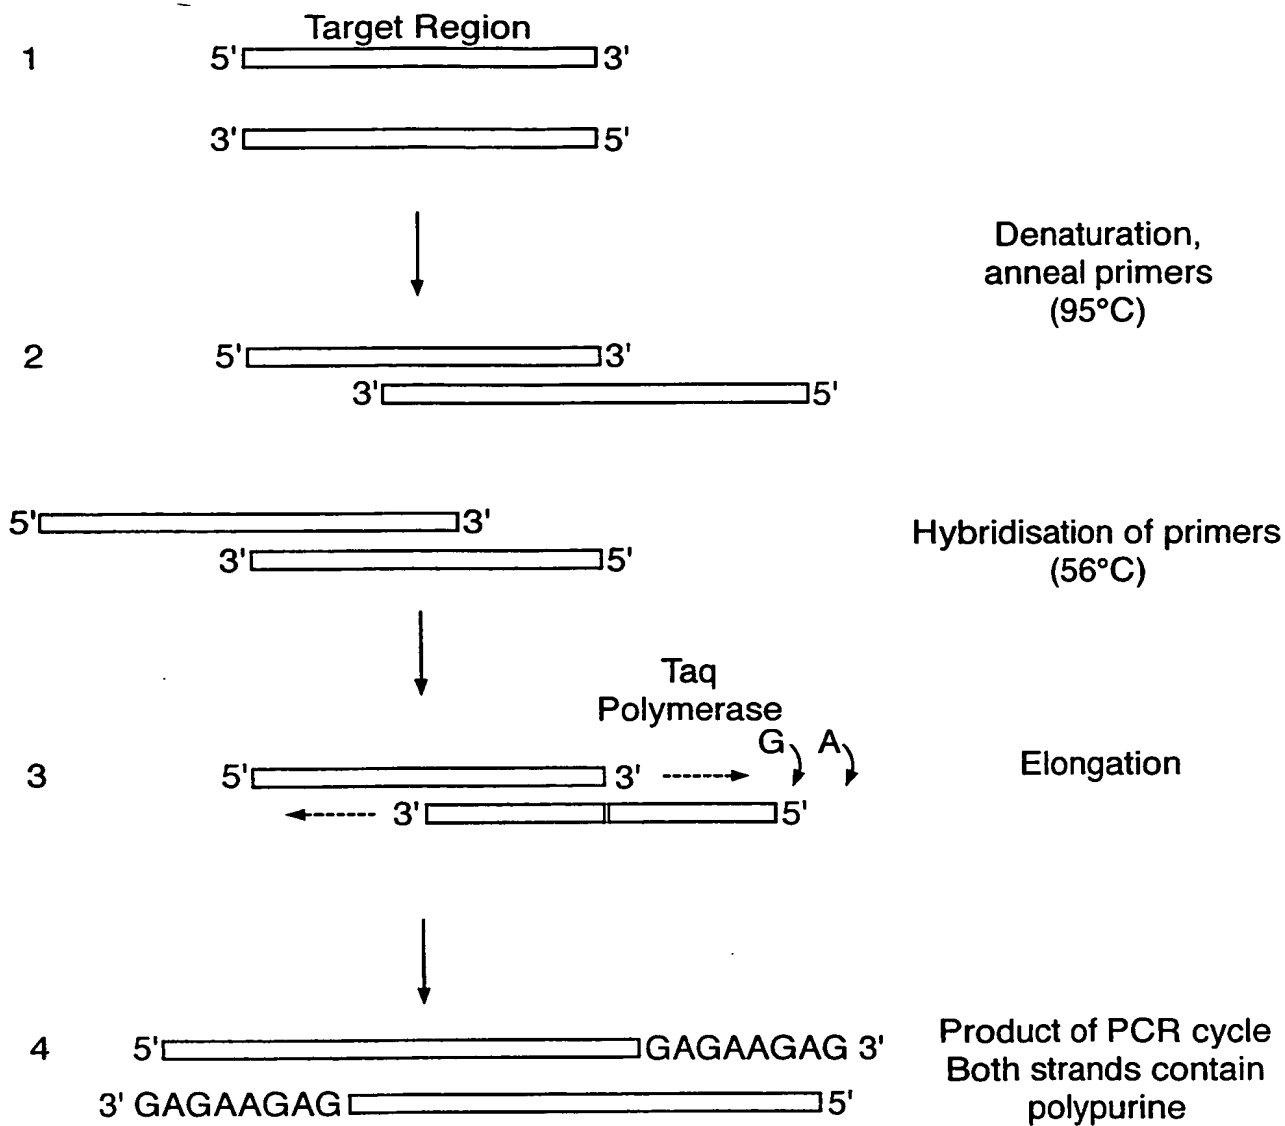 Target Region
1
5' 3'
3' 5'
Denaturation,
anneal primers
(95°C)
2
5' 3'
3' 5'
5' 3'
3' 5'
Hybridisation of primers
(56°C)
Taq
Polymerase
G A
3
5' 3'
3' 5'
Elongation
4
5' GAGAAGAG 3'
3' GAGAAGAG 5'
Product of PCR cycle
Both strands contain
polypurine